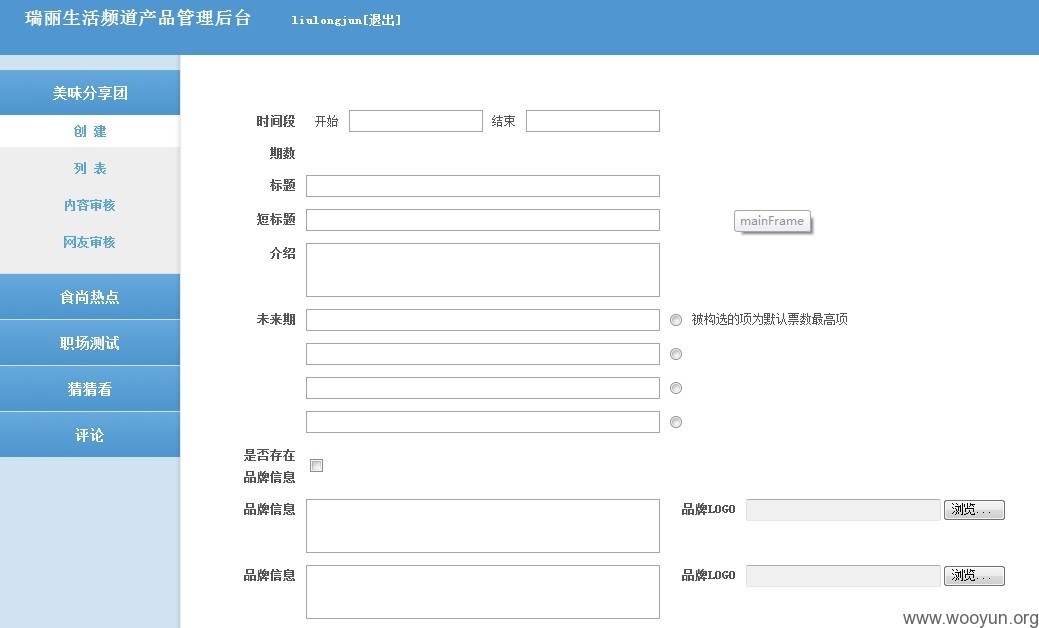 瑞丽生活频道产品管理后台 liulongjun[退出]
美味分享团
创 建
列 表
内容审核
网友审核
食尚热点
职场测试
猜猜看
评论
时间段 开始 结束
期数
标题
短标题
mainFrame
介绍
未来期 被构选的项为默认票数最高项
是否存在
品牌信息
品牌信息 品牌LOGO 浏览...
品牌信息 品牌LOGO 浏览...
www.wooyun.org